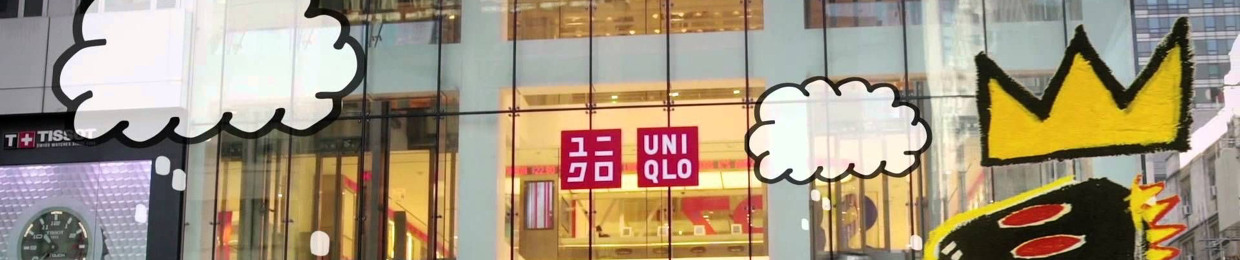 TISSOT
SWISS WATCHES SINCE 1853
ユニ
クロ
UNI
QLO